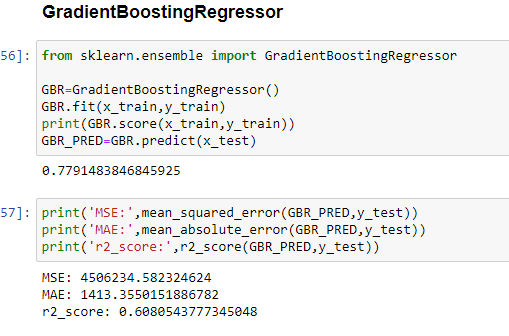 GradientBoostingRegressor
56]: from sklearn.ensemble import GradientBoostingRegressor
GBR=GradientBoostingRegressor()
GBR.fit(x_train,y_train)
print(GBR.score(x_train,y_train))
GBR_PRED=GBR.predict(x_test)
0.7791483846845925
57]: print('MSE:',mean_squared_error(GBR_PRED,y_test))
print('MAE:',mean_absolute_error(GBR_PRED,y_test))
print('r2_score:',r2_score(GBR_PRED,y_test))
MSE: 4506234.582324624
MAE: 1413.3550151886782
r2_score: 0.6080543777345048